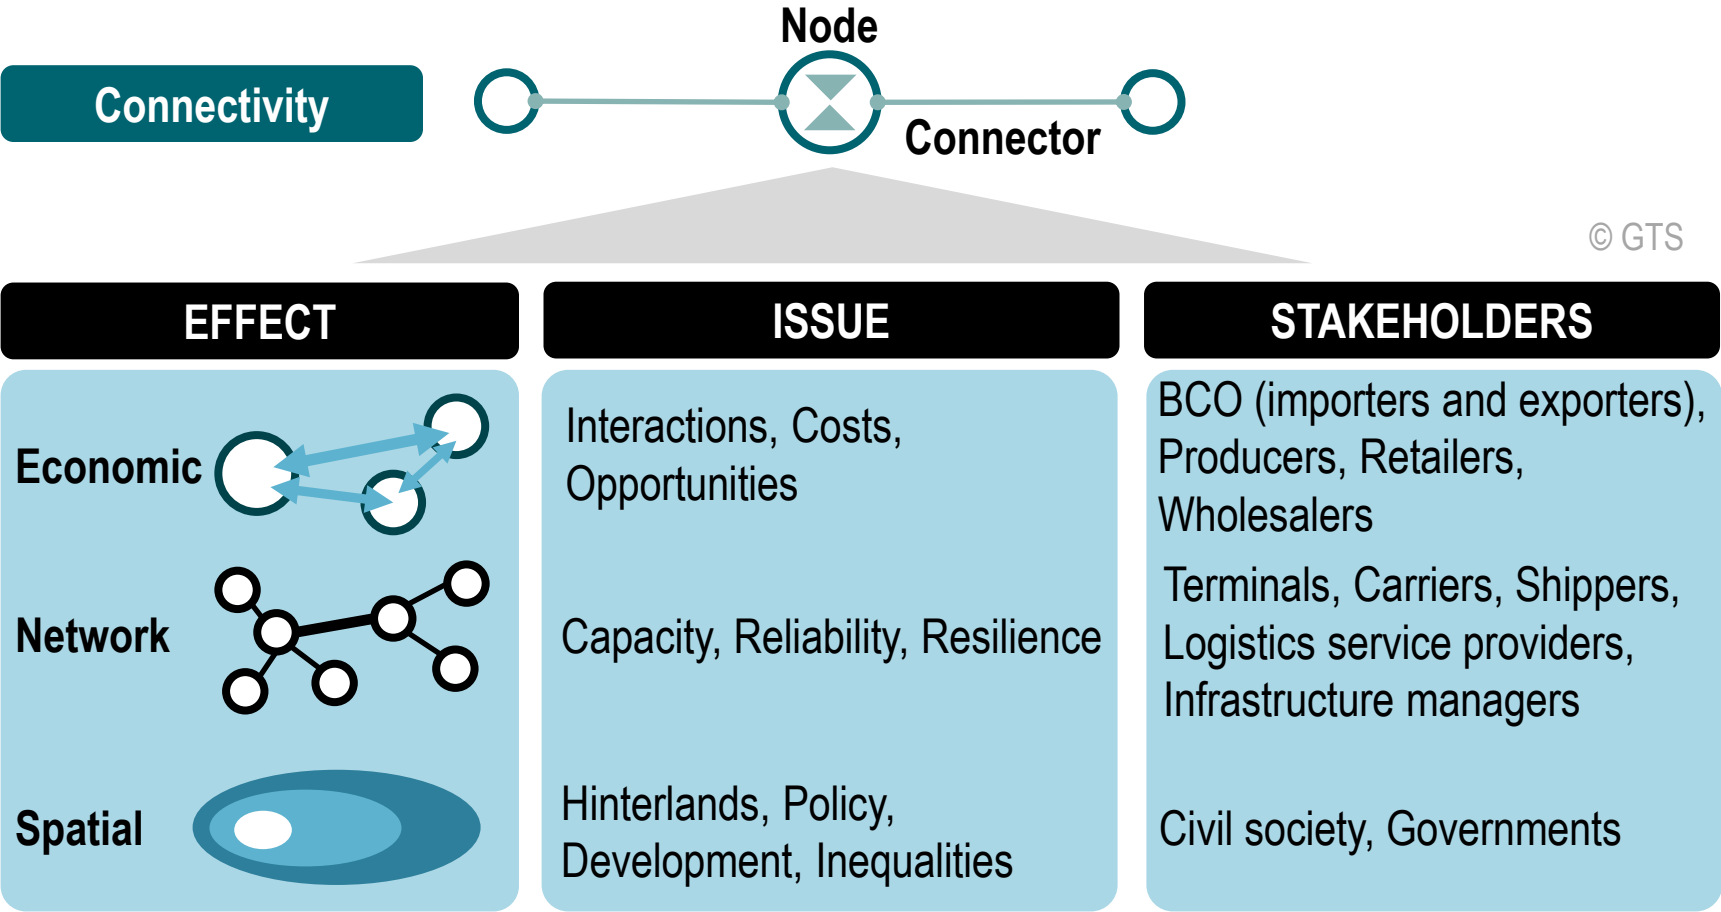 Node
Connectivity
Connector
© GTS
EFFECT
ISSUE
STAKEHOLDERS
Economic
Interactions, Costs,
Opportunities
BCO (importers and exporters),
Producers, Retailers,
Wholesalers
Network
Capacity, Reliability, Resilience
Terminals, Carriers, Shippers,
Logistics service providers,
Infrastructure managers
Spatial
Hinterlands, Policy,
Development, Inequalities
Civil society, Governments